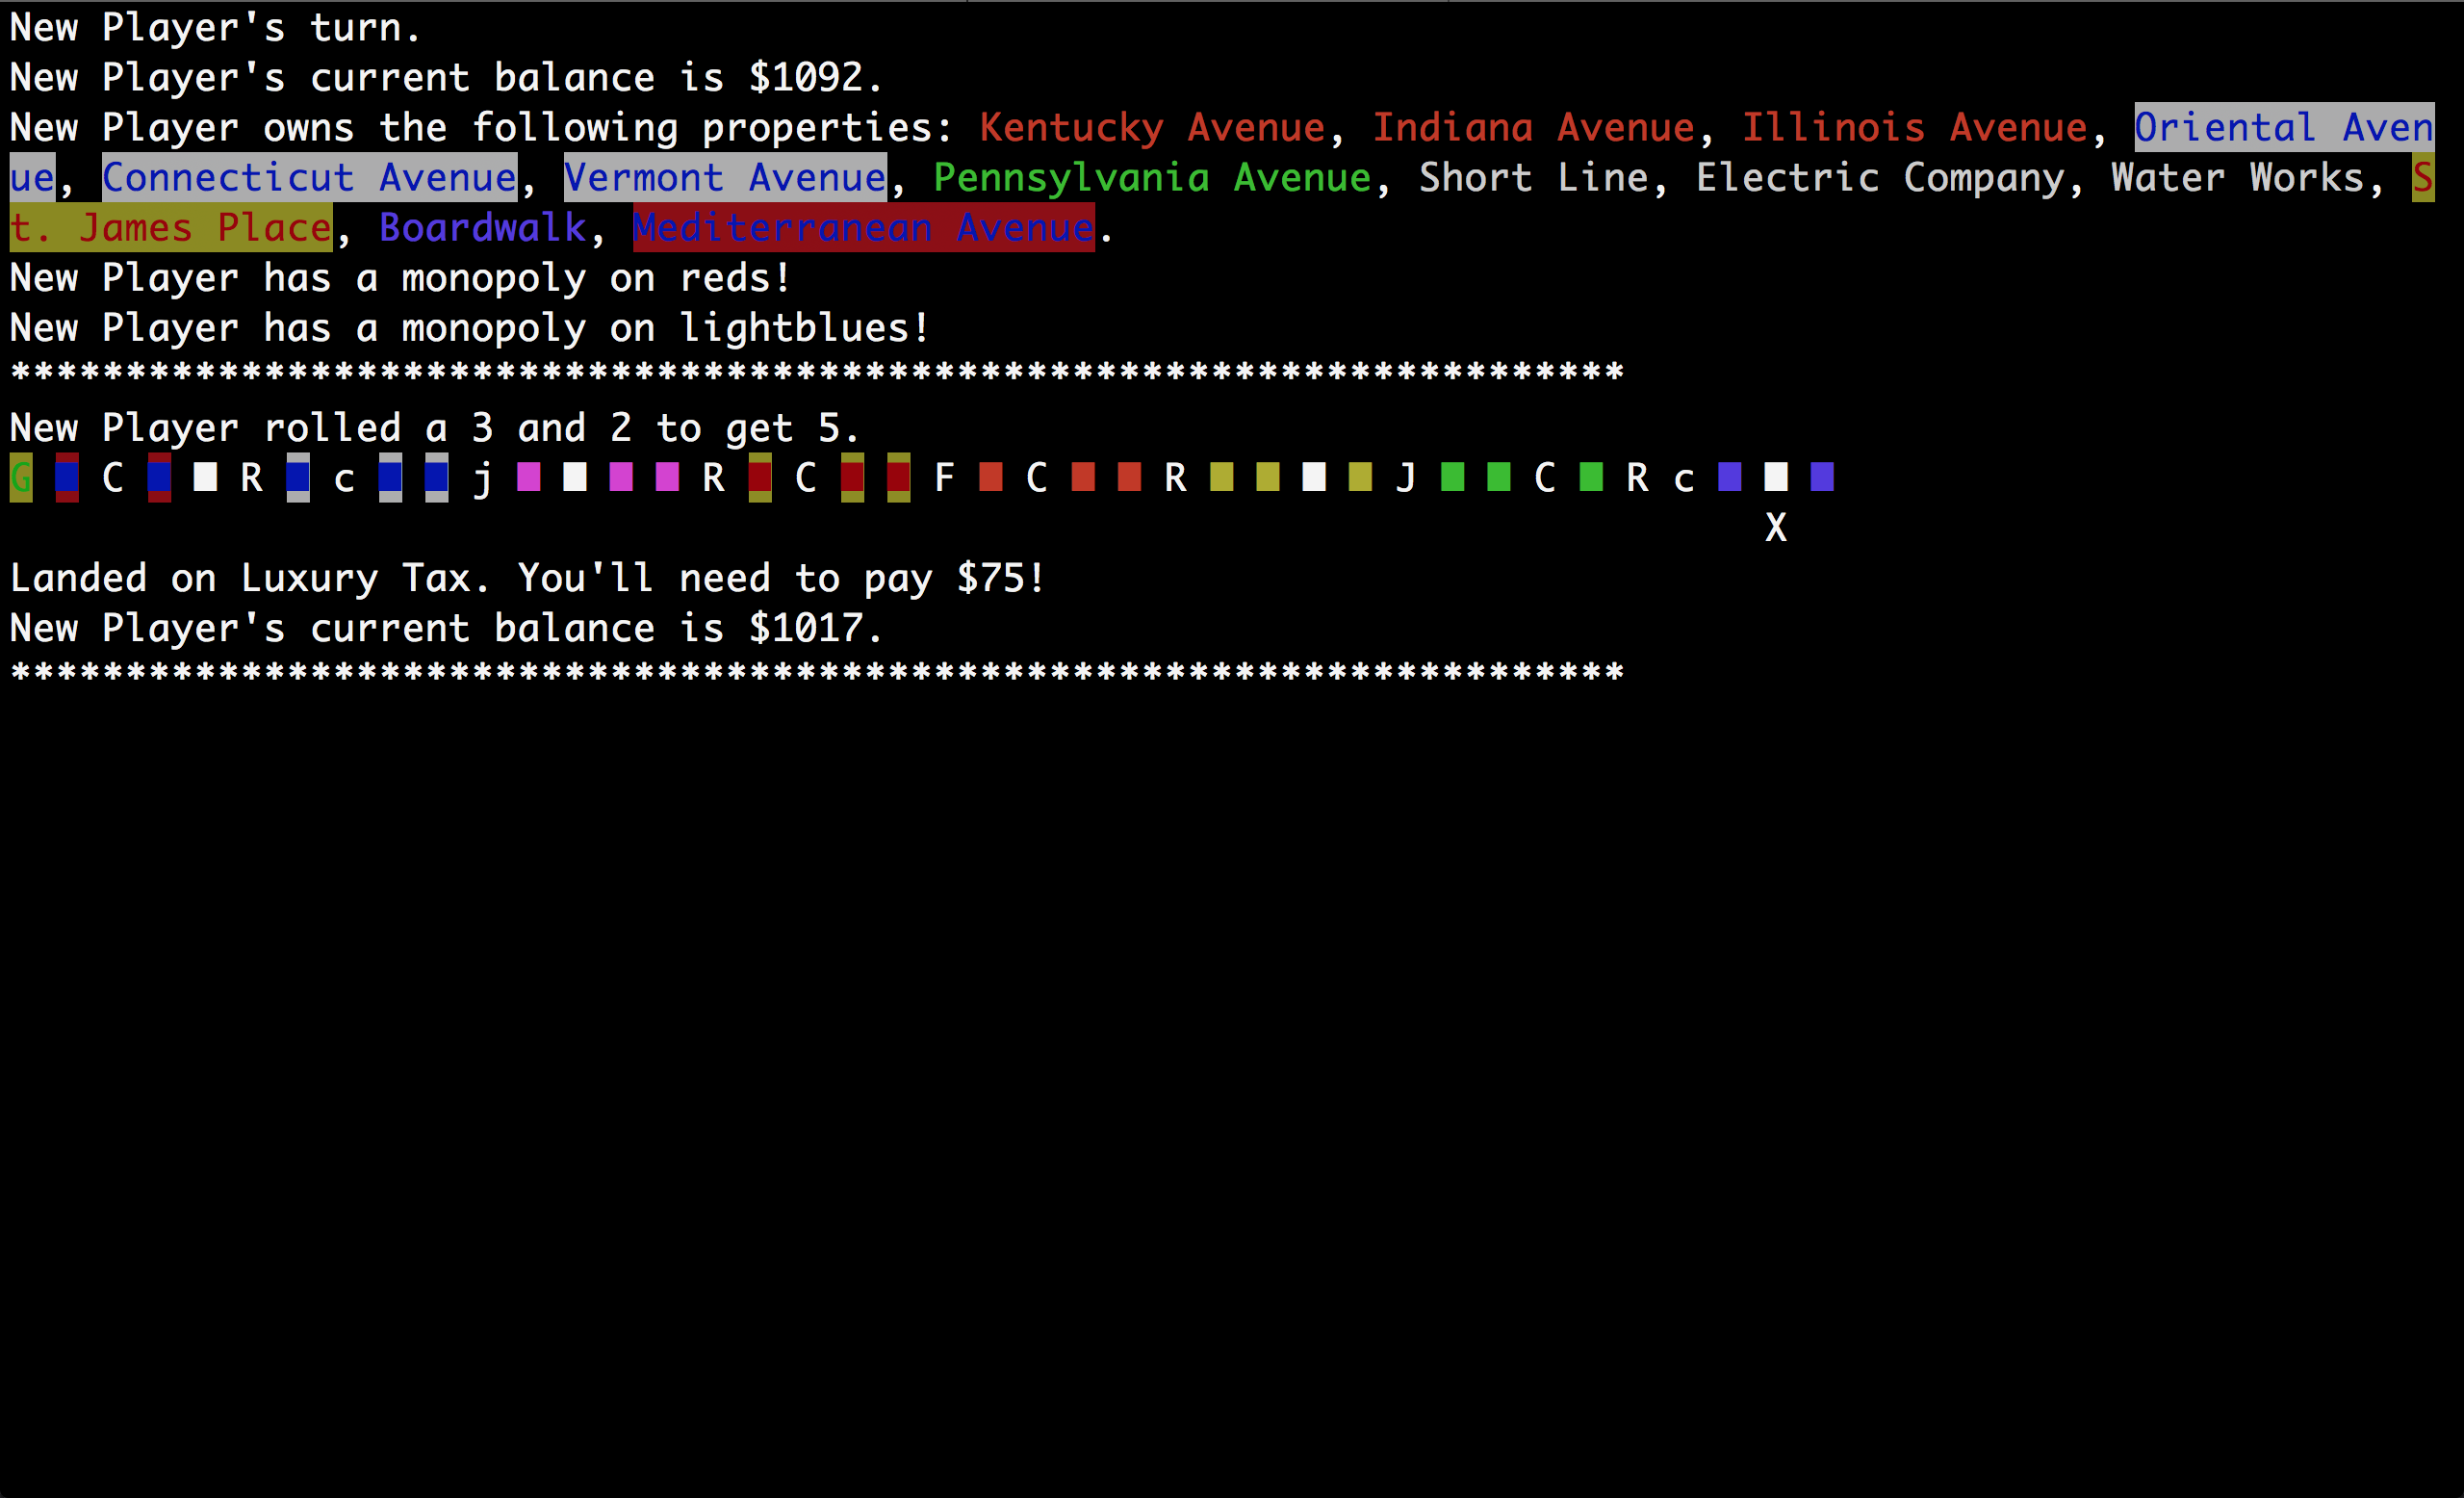 New Player's turn.
New Player's current balance is $1092.
New Player owns the following properties: Kentucky Avenue, Indiana Avenue, Illinois Avenue, Oriental Aven
ue, Connecticut Avenue, Vermont Avenue, Pennsylvania Avenue, Short Line, Electric Company, Water Works, S
t. James Place, Boardwalk, Mediterranean Avenue.
New Player has a monopoly on reds!
New Player has a monopoly on lightblues!
**********************************************************************
New Player rolled a 3 and 2 to get 5.
G ■ C ■ ■ R ■ c ■ ■ j ■ ■ ■ ■ R ■ C ■ ■ F ■ C ■ ■ R ■ ■ ■ ■ J ■ ■ C ■ R c ■ ■ ■
X
Landed on Luxury Tax. You'll need to pay $75!
New Player's current balance is $1017.
**********************************************************************